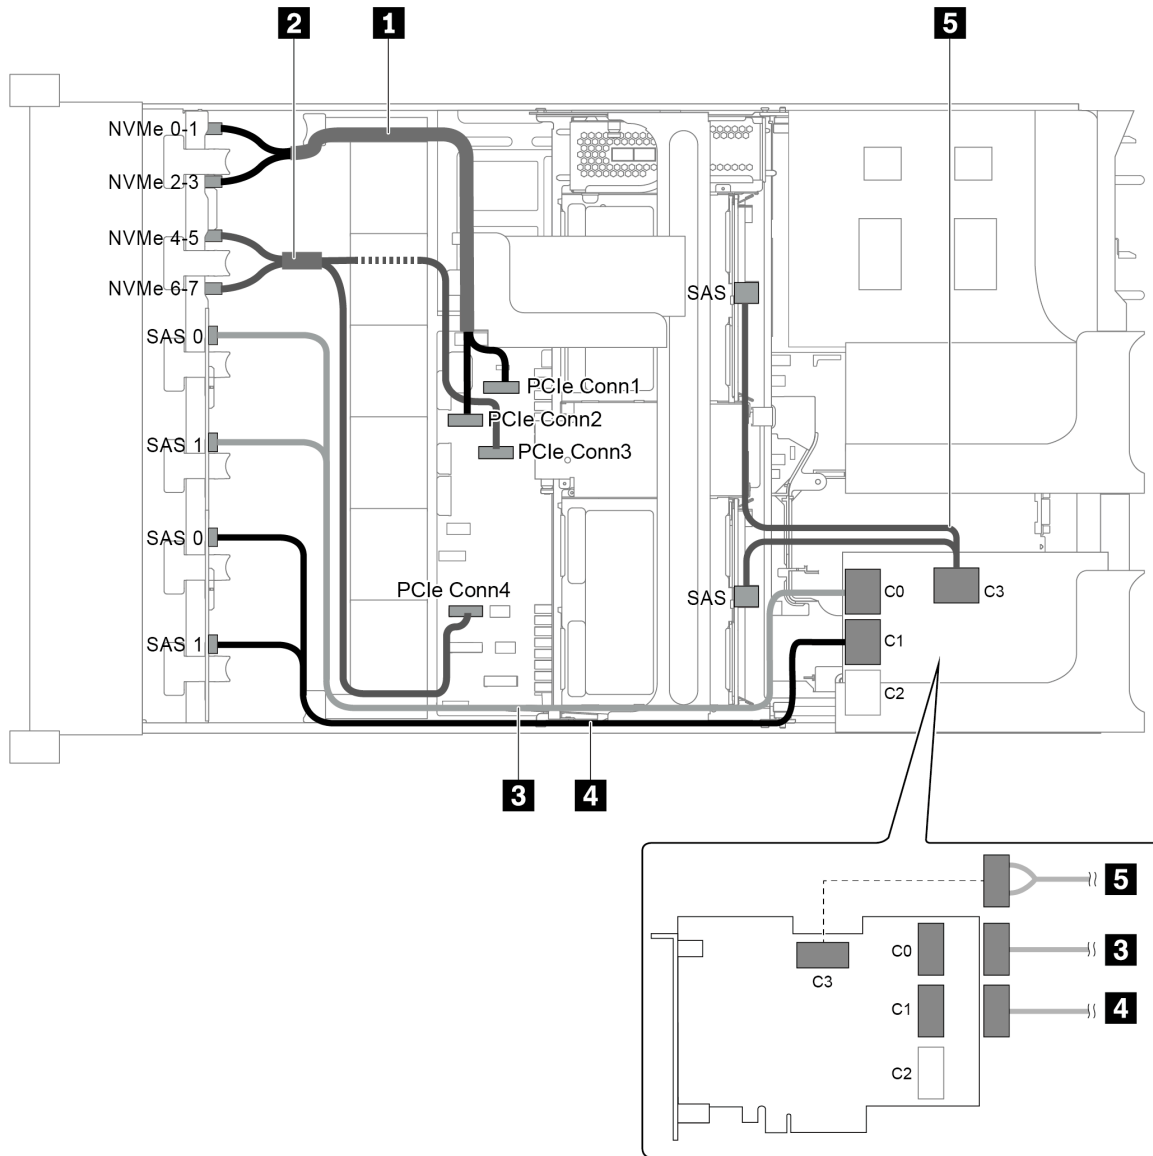 2
1
5
NVMe 0-1
NVMe 2-3
NVMe 4-5
NVMe 6-7
SAS 0
SAS 1
SAS 0
SAS 1
PCIe Conn1
PCIe Conn2
PCIe Conn3
PCIe Conn4
SAS
SAS
C0
C3
C1
C2
3
4
5
C0
3
C3
C1
4
C2